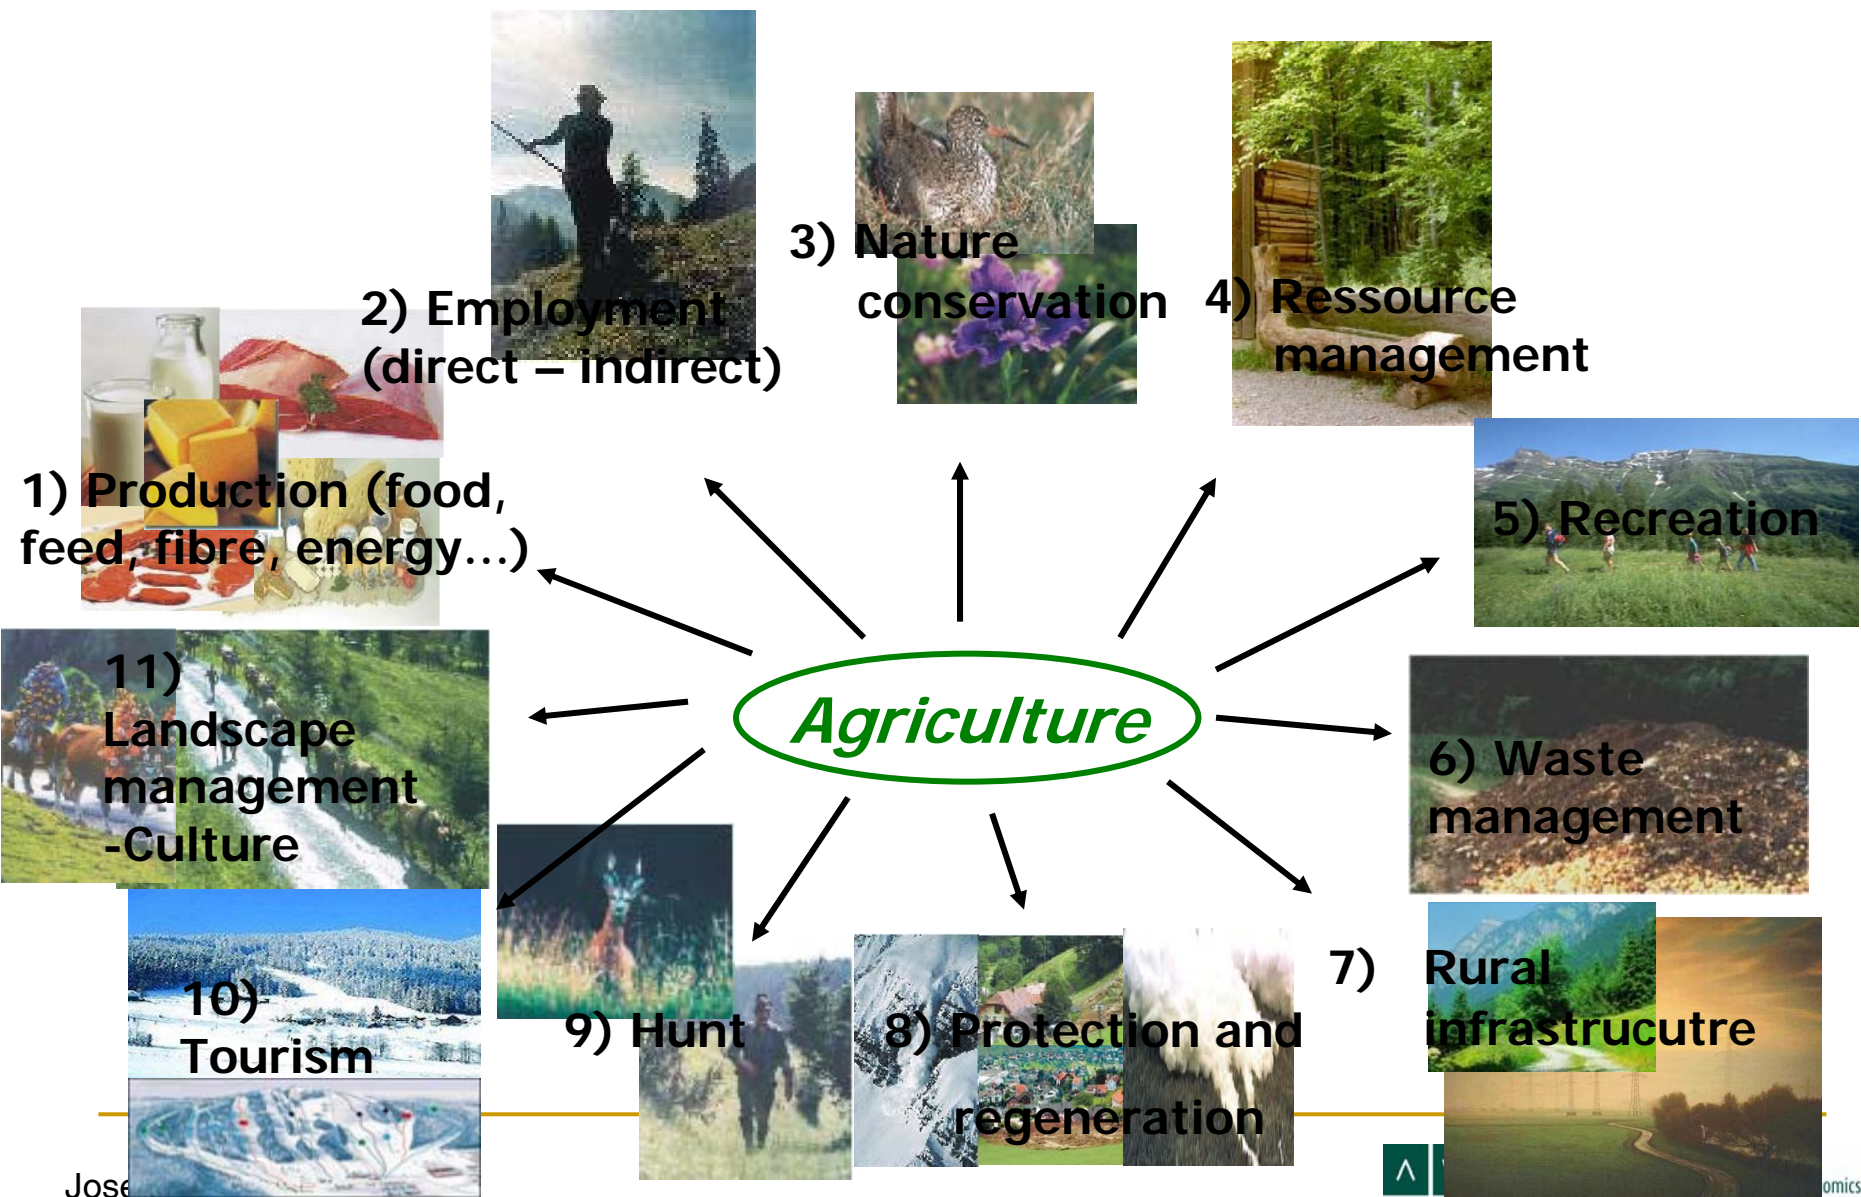 Agriculture
1) Production (food,
feed, fibre, energy...)
2) Employment
(direct – indirect)
3) Nature
conservation
4) Ressource
management
5) Recreation
6) Waste
management
7) Rural
infrastrucutre
8) Protection and
regeneration
9) Hunt
10)
Tourism
11)
Landscape
management
-Culture